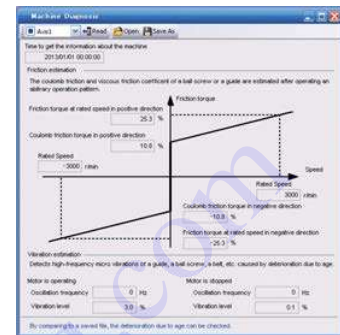 Machine Diagnosis
Axis1 Read Open Save As
Time to get the information about the machine
2013/01/01 00:00:00
Friction estimation
The coulomb friction and viscous friction coefficient of a ball screw or a guide are estimated after operating an
arbitrary operation pattern.
Friction torque
Friction torque at rated speed in positive direction
25.3 %
Coulomb friction torque in positive direction
10.8 %
Rated Speed
-3000 r/min
Speed
Rated Speed
3000 r/min
Coulomb friction torque in negative direction
-10.8 %
Friction torque at rated speed in negative direction
-25.3 %
Vibration estimation
Detects high-frequency micro vibrations of a guide, a ball screw, a belt, etc. caused by deterioration due to age.
Motor is operating Motor is stopped
Oscillation frequency 0 Hz Oscillation frequency 0 Hz
Vibration level 3.0 % Vibration level 0.1 %
By comparing to a saved file, the deterioration due to age can be checked.